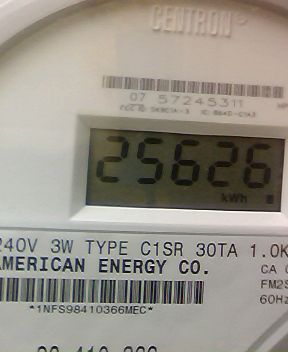 CENTRON®
07 57245311
25626
kWh
240V 3W TYPE C1SR 30TA 1.0K
AMERICAN ENERGY CO.
CA
FM2S
60Hz
*1NFS98410366MEC*